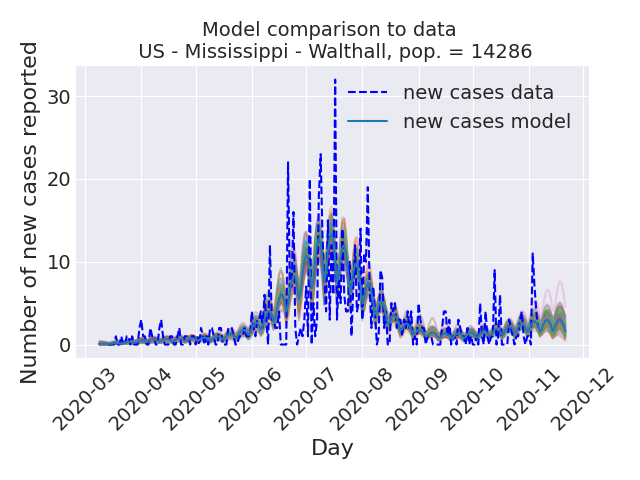 Model comparison to data
US - Mississippi - Walthall, pop. = 14286
Number of new cases reported
30
20
10
0
new cases data
new cases model
2020-03
2020-04
2020-05
2020-06
2020-07
2020-08
2020-09
2020-10
2020-11
2020-12
Day